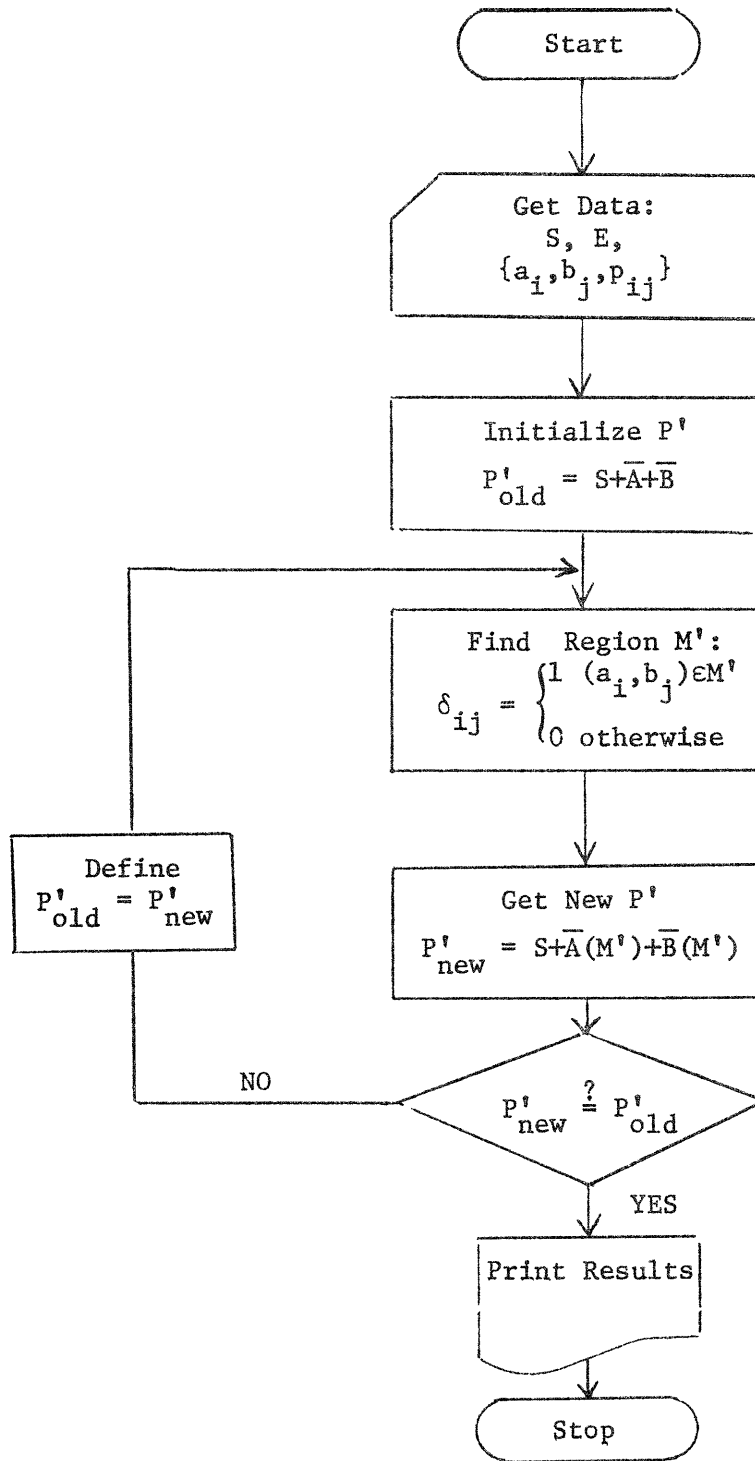 Start
Get Data:
S, E,
{a_i,b_j,p_ij}
Initialize P'
P'_old = S+A̅+B̅
Find Region M':
δ_ij = {1 (a_i,b_j)εM'
0 otherwise
Define
P'_old = P'_new
Get New P'
P'_new = S+A̅(M')+B̅(M')
NO
P'_new ≟ P'_old
YES
Print Results
Stop